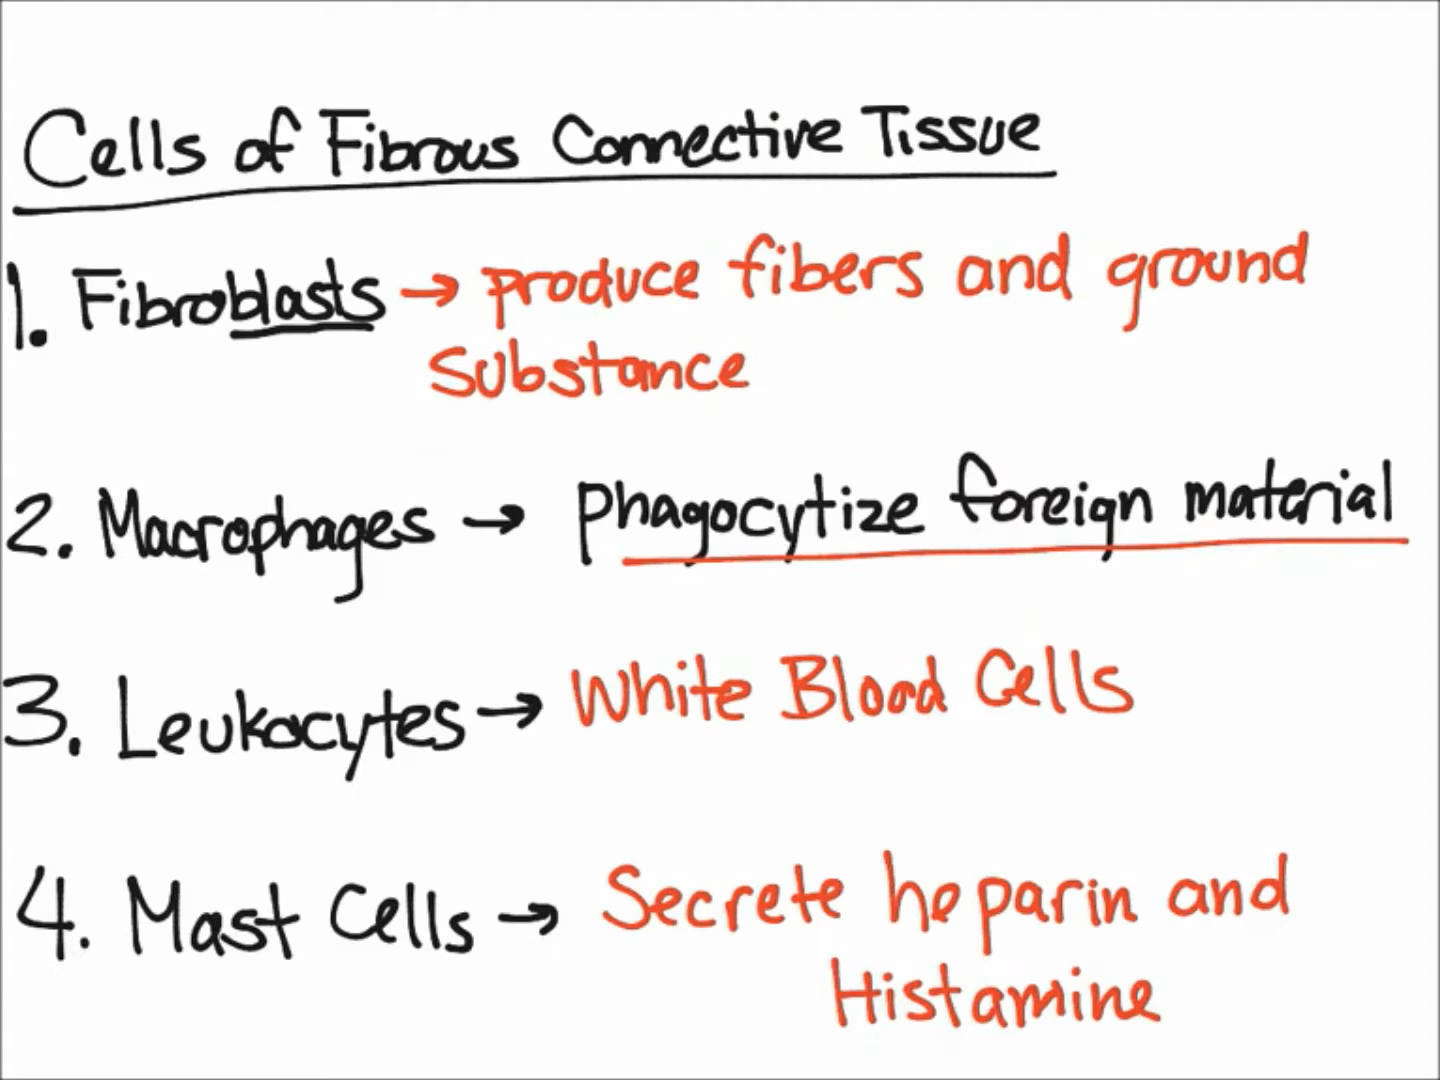 Cells of Fibrous Connective Tissue
1. Fibroblasts → produce fibers and ground
Substance
2. Macrophages → Phagocytize foreign material
3. Leukocytes → White Blood Cells
4. Mast Cells → Secrete heparin and
Histamine